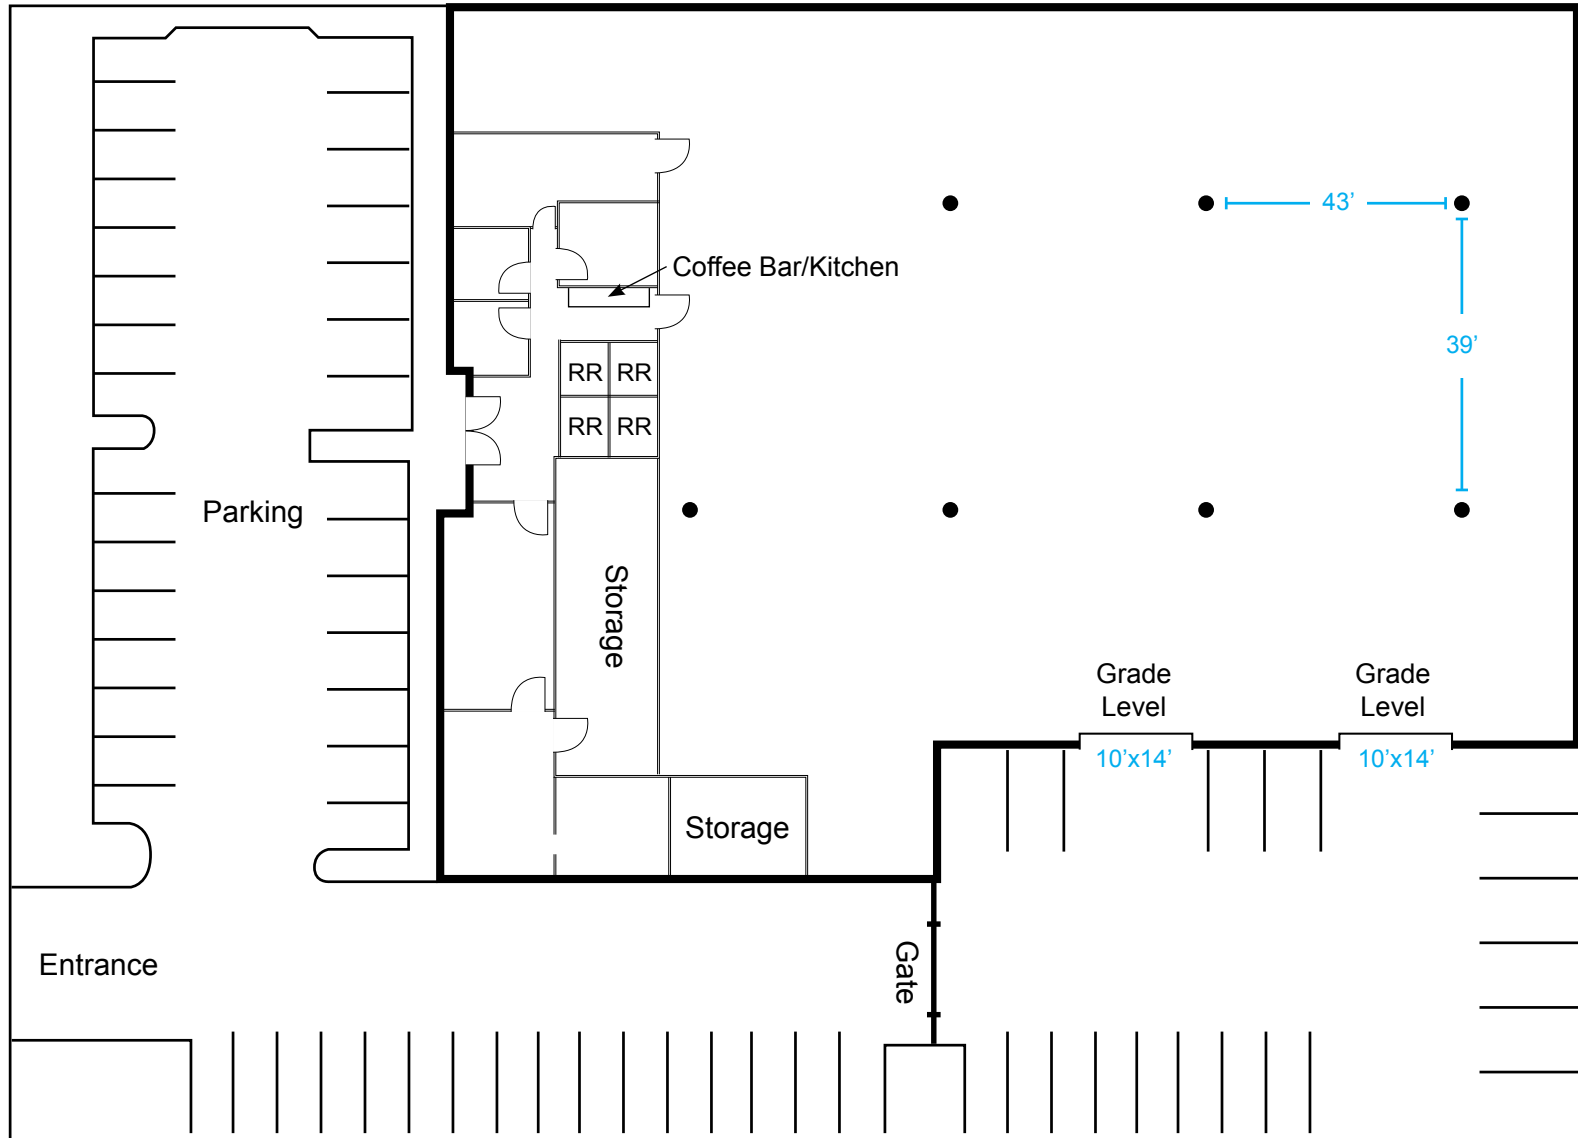 43’
Coffee Bar/Kitchen
39’
RR RR
RR RR
Parking
Storage
Grade
Level
Grade
Level
10’x14’
10’x14’
Storage
Entrance
Gate